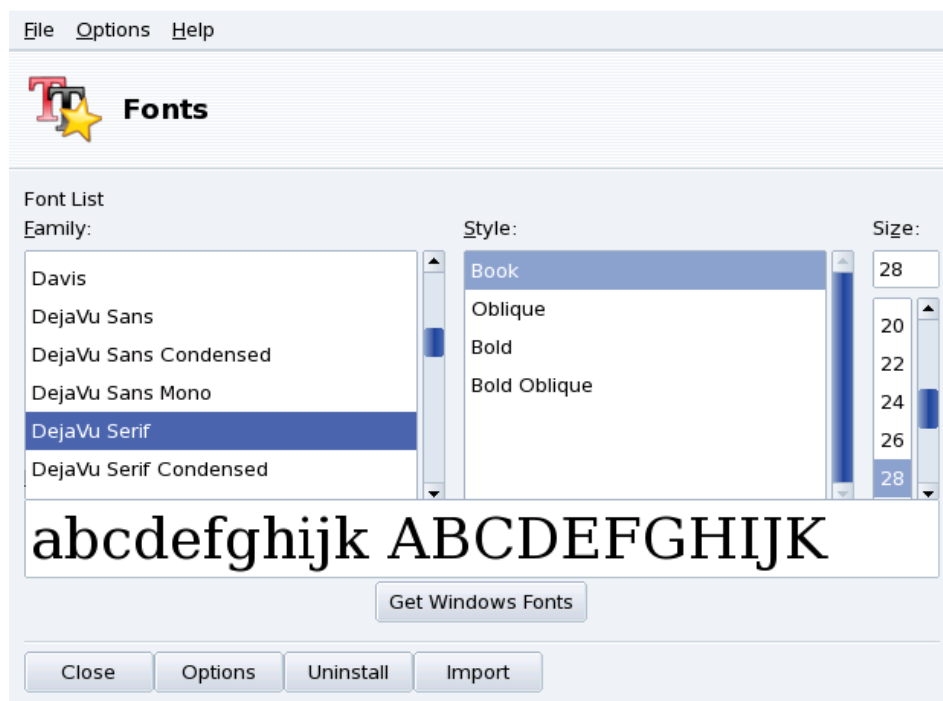 File Options Help
Fonts
Font List
Family: Style: Size:
Davis
DejaVu Sans
DejaVu Sans Condensed
DejaVu Sans Mono
DejaVu Serif
DejaVu Serif Condensed
Book
Oblique
Bold
Bold Oblique
28
20
22
24
26
28
abcdefghijk ABCDEFGHIJK
Get Windows Fonts
Close Options Uninstall Import